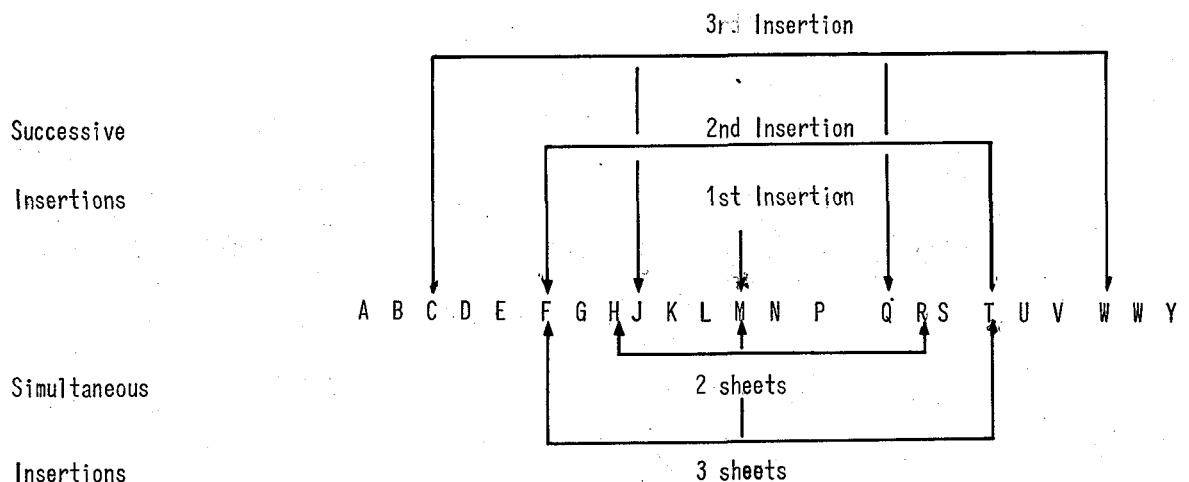 3rd Insertion
Successive
2nd Insertion
Insertions
1st Insertion
A B C D E F G H J K L M N P Q R S T U V W W Y
Simultaneous
2 sheets
Insertions
3 sheets